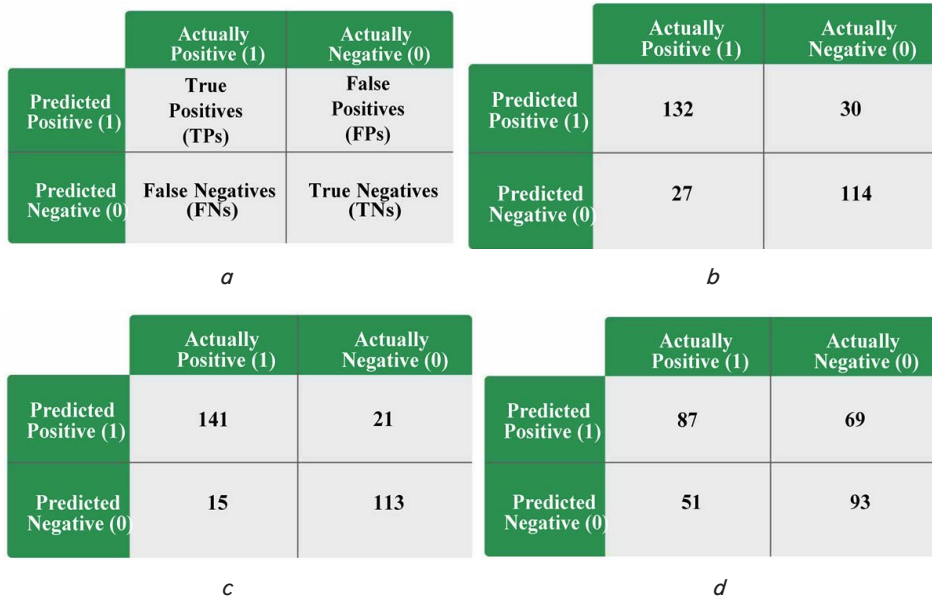 Actually
Positive (1)
Actually
Negative (0)
Predicted
Positive (1)
True
Positives
(TPs)
False
Positives
(FPs)
Predicted
Negative (0)
False Negatives
(FNs)
True Negatives
(TNs)
a
Actually
Positive (1)
Actually
Negative (0)
Predicted
Positive (1)
132
30
Predicted
Negative (0)
27
114
b
Actually
Positive (1)
Actually
Negative (0)
Predicted
Positive (1)
141
21
Predicted
Negative (0)
15
113
c
Actually
Positive (1)
Actually
Negative (0)
Predicted
Positive (1)
87
69
Predicted
Negative (0)
51
93
d